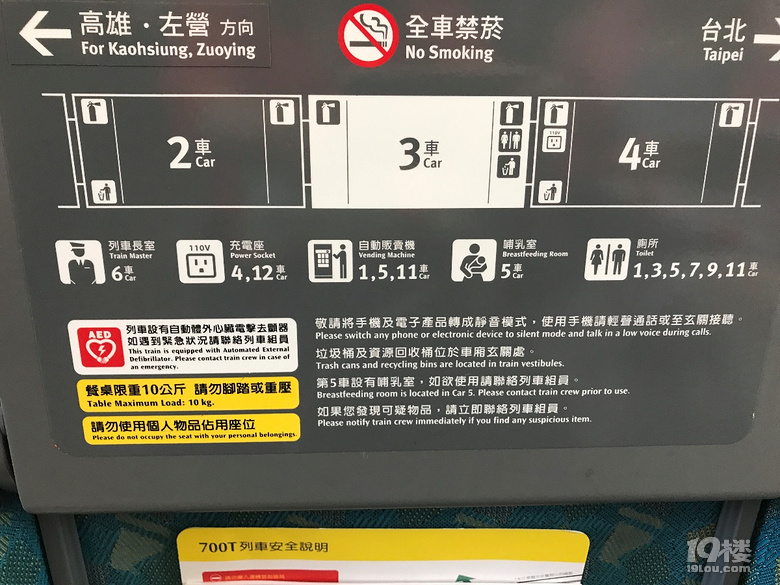 高雄・左營 方向
For Kaohsiung, Zuoying
全車禁菸
No Smoking
台北
Taipei
2車
Car
3車
Car
110V
4車
Car
列車長室
Train Master
6車
Car
110V
充電座
Power Socket
4,12車
Car
自動販賣機
Vending Machine
1,5,11車
Car
哺乳室
Breastfeeding Room
5車
Car
廁所
Toilet
1,3,5,7,9,11車
Car
AED
列車設有自動體外心臟電擊去顫器
如遇到緊急狀況請聯絡列車組員
This train is equipped with Automated External
Defibrillator. Please contact train crew in case of
an emergency.
餐桌限重10公斤 請勿腳踏或重壓
Table Maximum Load: 10 kg.
請勿使用個人物品佔用座位
Please do not occupy the seat with your personal belongings.
敬請將手機及電子產品轉成靜音模式，使用手機請輕聲通話或至玄關接聽。
Please switch any phone or electronic device to silent mode and talk in a low voice during calls.
垃圾桶及資源回收桶位於車廂玄關處。
Trash cans and recycling bins are located in train vestibules.
第5車設有哺乳室，如欲使用請聯絡列車組員。
Breastfeeding room is located in Car 5. Please contact train crew prior to use.
如果您發現可疑物品，請立即聯絡列車組員。
Please notify train crew immediately if you find any suspicious item.
700T列車安全說明
19楼
19lou.com